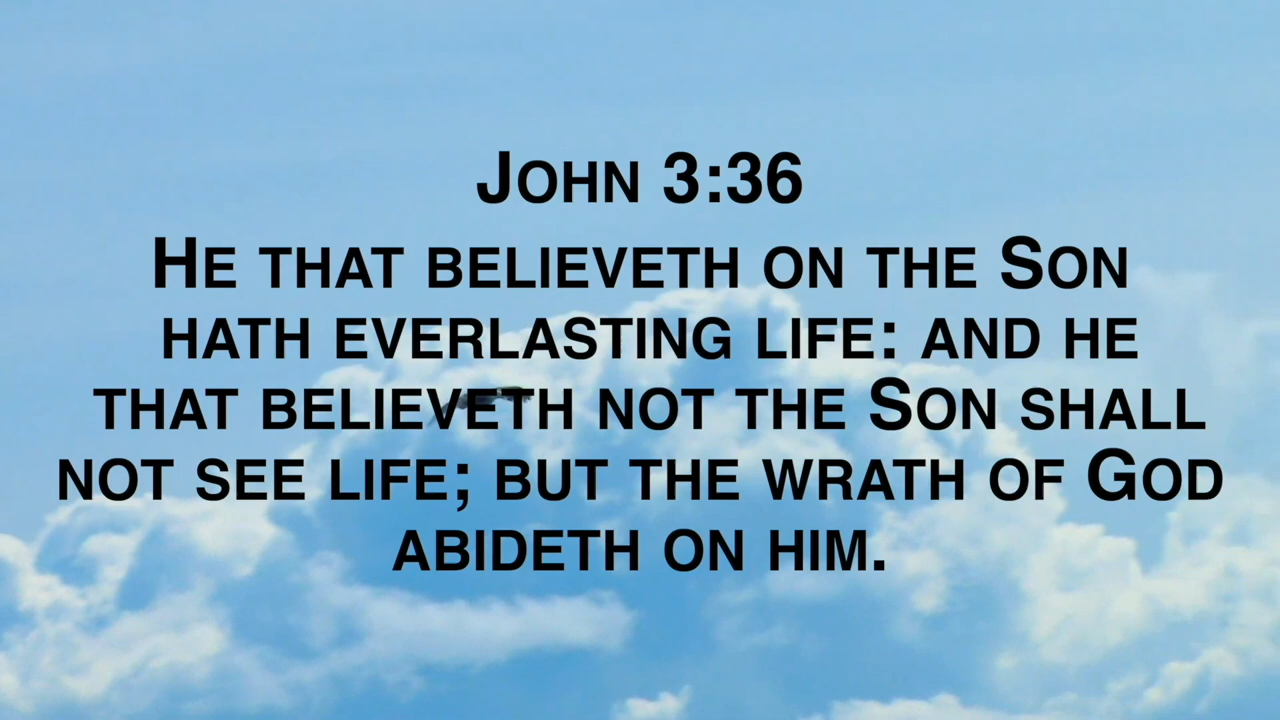 John 3:36
He that believeth on the Son
hath everlasting life: and he
that believeth not the Son shall
not see life; but the wrath of God
abideth on him.